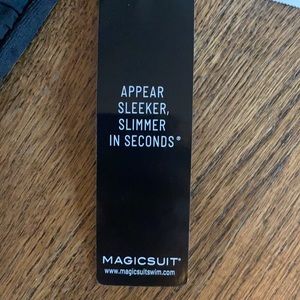 APPEAR
SLEEKER,
SLIMMER
IN SECONDS®
MAGICSUIT®
www.magicsuitswim.com